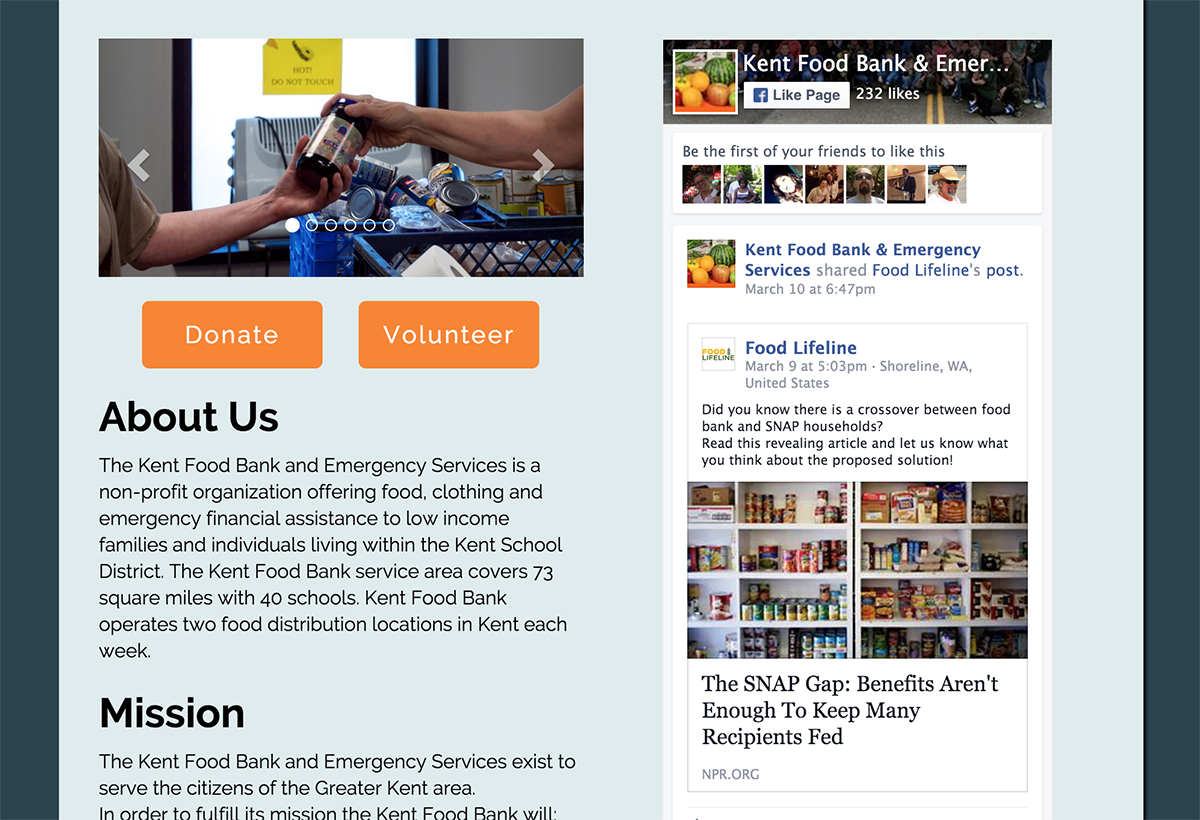 HOT!
DO NOT TOUCH
Donate
Volunteer
About Us
The Kent Food Bank and Emergency Services is a
non-profit organization offering food, clothing and
emergency financial assistance to low income
families and individuals living within the Kent School
District. The Kent Food Bank service area covers 73
square miles with 40 schools. Kent Food Bank
operates two food distribution locations in Kent each
week.
Mission
The Kent Food Bank and Emergency Services exist to
serve the citizens of the Greater Kent area.
In order to fulfill its mission the Kent Food Bank will:
Kent Food Bank & Emer...
Like Page
232 likes
Be the first of your friends to like this
Kent Food Bank & Emergency
Services shared Food Lifeline's post.
March 10 at 6:47pm
FOOD
LIFELINE
Food Lifeline
March 9 at 5:03pm · Shoreline, WA,
United States
Did you know there is a crossover between food
bank and SNAP households?
Read this revealing article and let us know what
you think about the proposed solution!
The SNAP Gap: Benefits Aren't
Enough To Keep Many
Recipients Fed
NPR.ORG